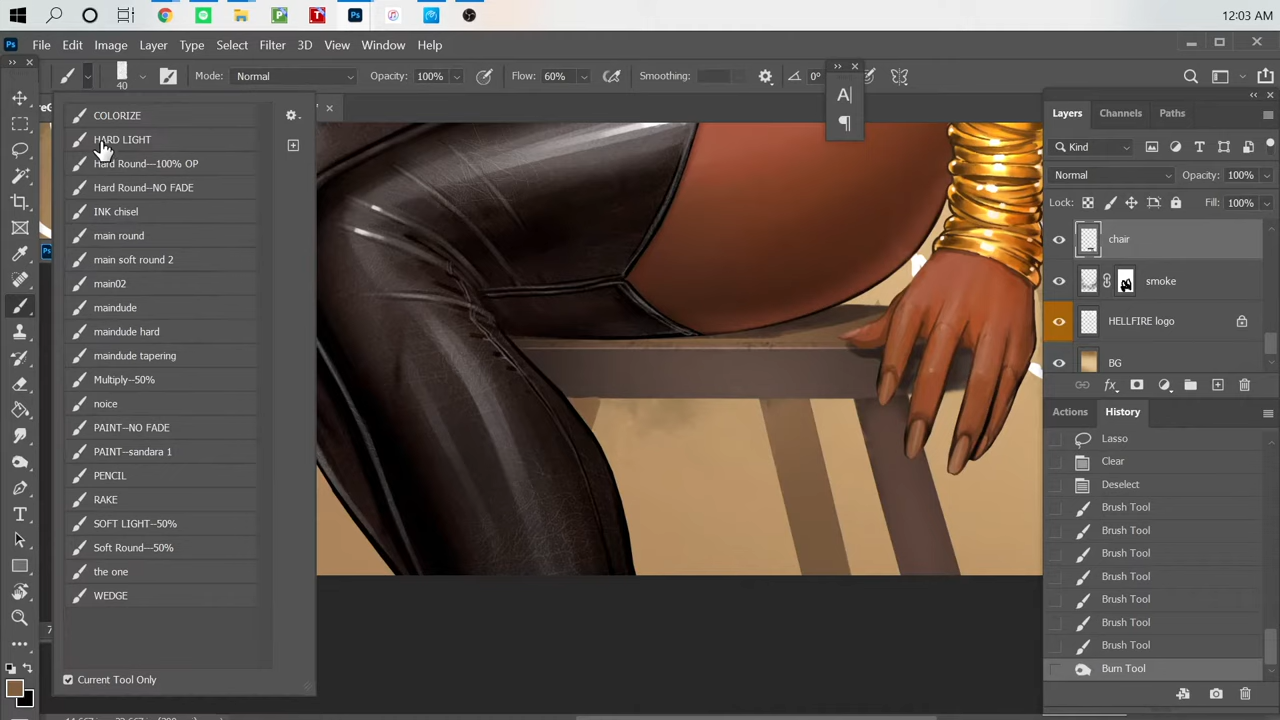 12:03 AM
File Edit Image Layer Type Select Filter 3D View Window Help
40 Mode: Normal Opacity: 100% Flow: 60% Smoothing: 0°
COLORIZE
HARD LIGHT
Hard Round---100% OP
Hard Round--NO FADE
INK chisel
main round
main soft round 2
main02
maindude
maindude hard
maindude tapering
Multiply--50%
noice
PAINT--NO FADE
PAINT--sandara 1
PENCIL
RAKE
SOFT LIGHT--50%
Soft Round---50%
the one
WEDGE
Current Tool Only
Layers Channels Paths
Kind
Normal Opacity: 100%
Lock: Fill: 100%
chair
smoke
HELLFIRE logo
BG
Actions History
Lasso
Clear
Deselect
Brush Tool
Brush Tool
Brush Tool
Brush Tool
Brush Tool
Brush Tool
Brush Tool
Burn Tool